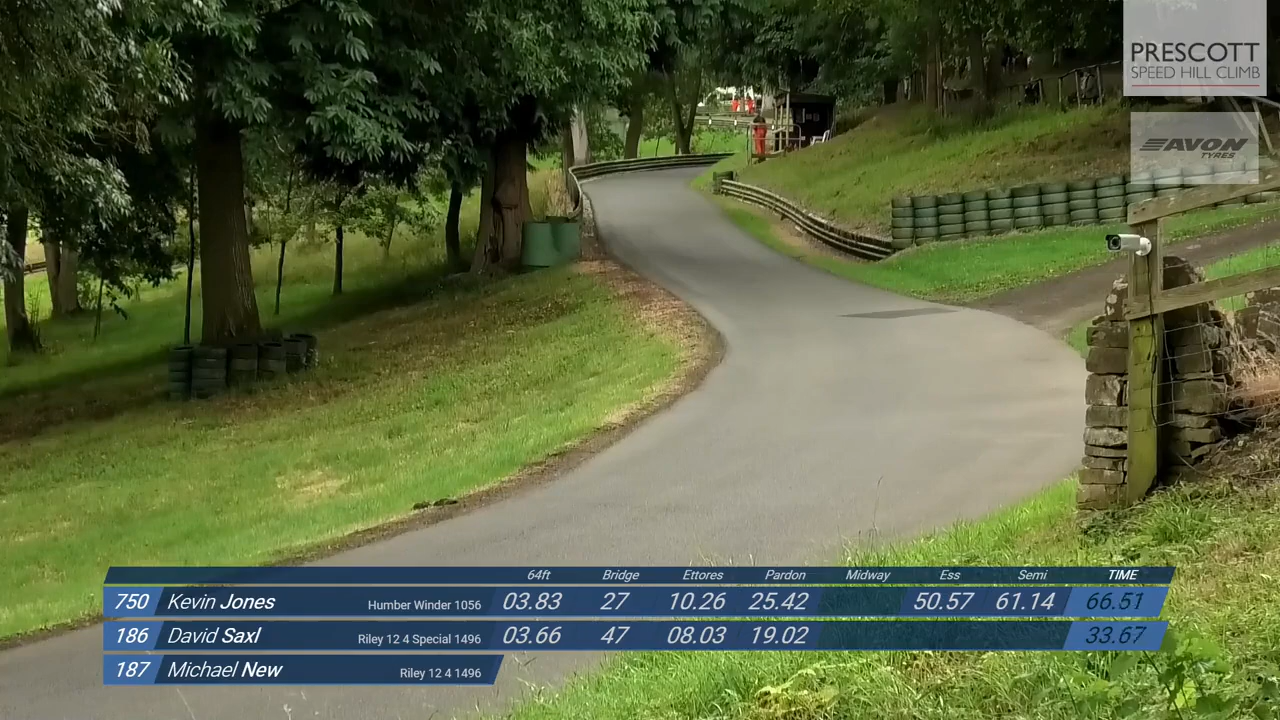 PRESCOTT
SPEED HILL CLIMB
AVON
TYRES
64ft Bridge Ettores Pardon Midway Ess Semi TIME
750 Kevin Jones Humber Winder 1056 03.83 27 10.26 25.42 50.57 61.14 66.51
186 David Saxl Riley 12 4 Special 1496 03.66 47 08.03 19.02 33.67
187 Michael New Riley 12 4 1496